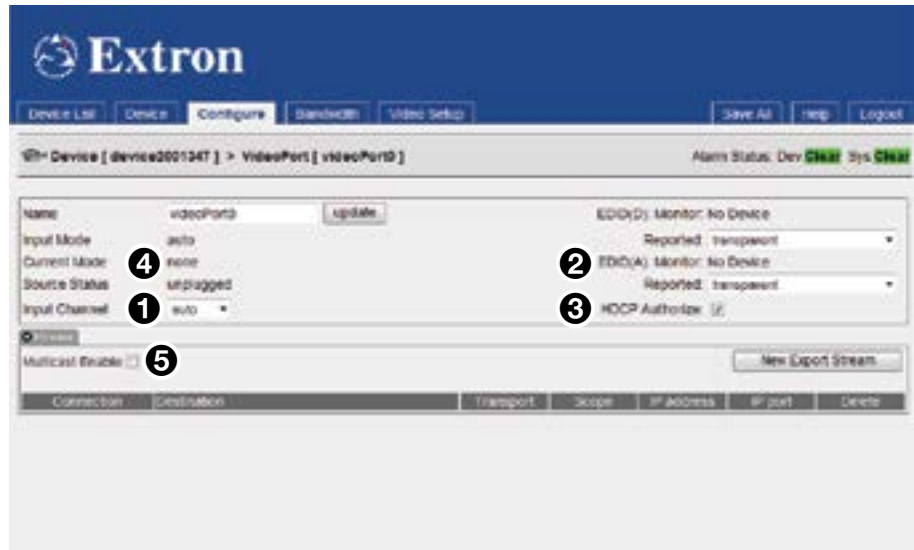 Extron
Device List Device Configure Bandwidth Video Setup Save All Help Logout
Device [ device2001347 ] > VideoPort [ videoPort0 ] Alarm Status: Dev Clear Sys Clear
Name videoPort0 update EDID(D): Monitor: No Device
Input Mode auto Reported: transparent
Current Mode 4 none 2 EDID(A): Monitor: No Device
Source Status unplugged Reported: transparent
Input Channel 1 auto 3 HDCP Authorize
Multicast Enable 5 New Export Stream
Connection Destination Transport Scope IP address IP port Delete